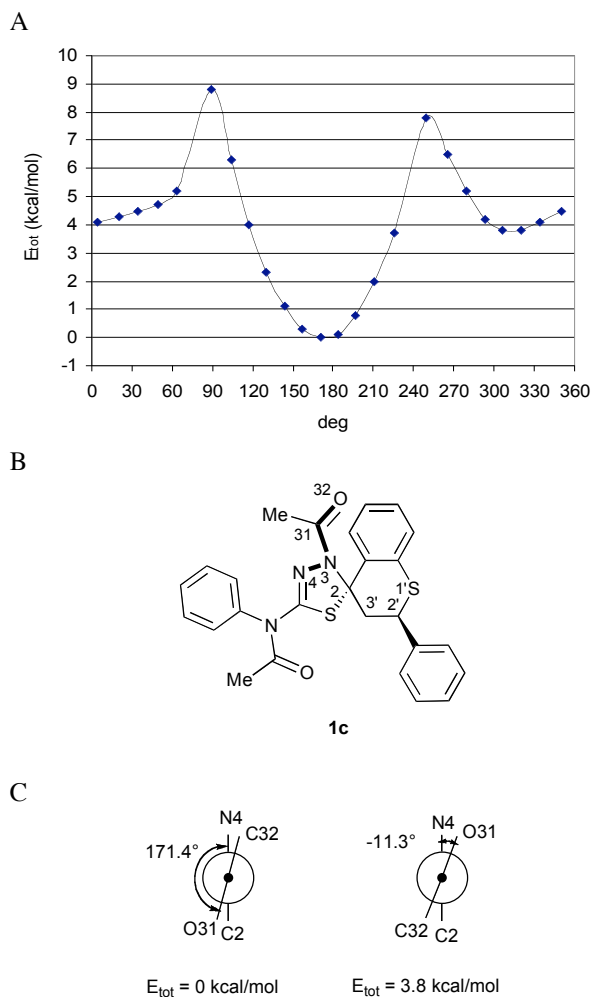 A
10
9
8
7
6
5
4
3
2
1
0
-1
Etot (kcal/mol)
0 30 60 90 120 150 180 210 240 270 300 330 360
deg
B
32
O
Me
31
N
3
N
4
2
S
1'
S
3'
2'
N
O
Me
1c
C
N4
C32
171.4°
O31
C2
Etot = 0 kcal/mol
N4
O31
-11.3°
C32
C2
Etot = 3.8 kcal/mol